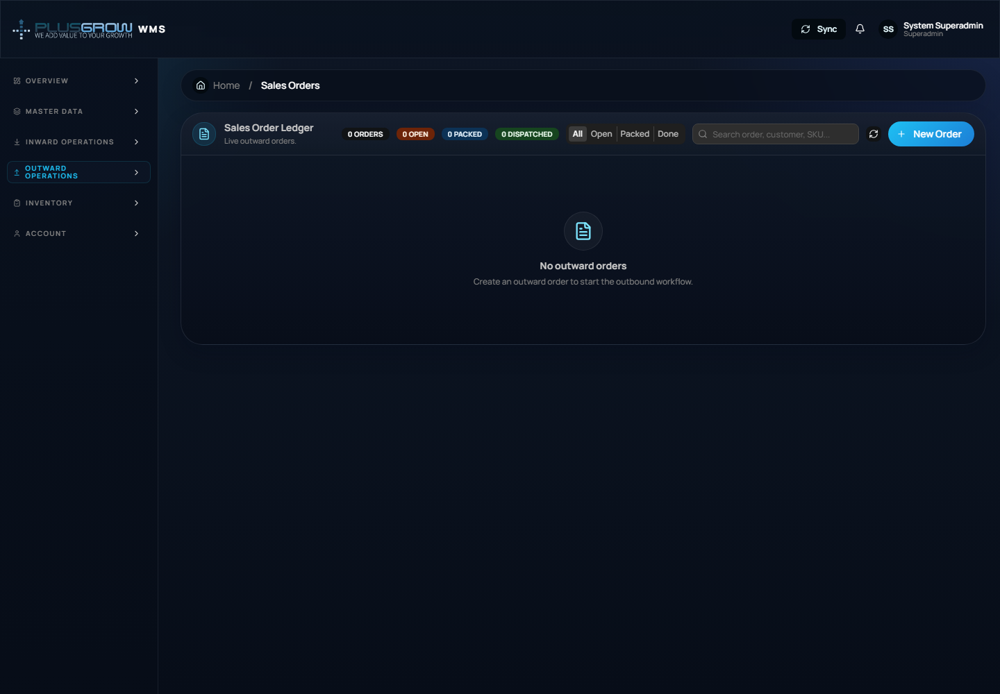 PLUSGROW WMS
WE ADD VALUE TO YOUR GROWTH
Sync
SS
System Superadmin
Superadmin
OVERVIEW
MASTER DATA
INWARD OPERATIONS
OUTWARD
OPERATIONS
INVENTORY
ACCOUNT
Home / Sales Orders
Sales Order Ledger
Live outward orders.
0 ORDERS
0 OPEN
0 PACKED
0 DISPATCHED
All
Open
Packed
Done
Search order, customer, SKU...
New Order
No outward orders
Create an outward order to start the outbound workflow.